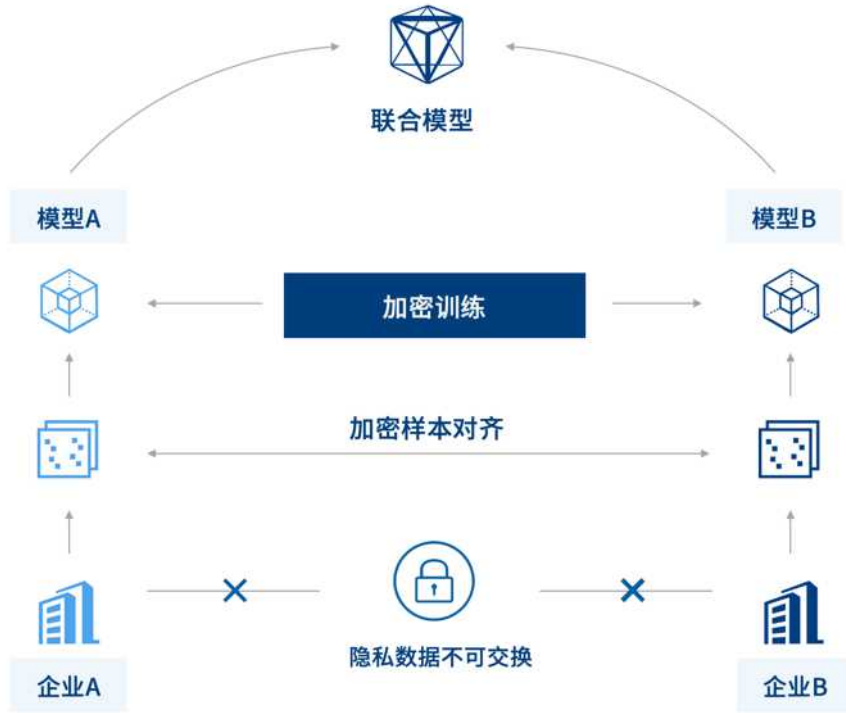 联合模型
模型A
模型B
加密训练
加密样本对齐
隐私数据不可交换
企业A
企业B